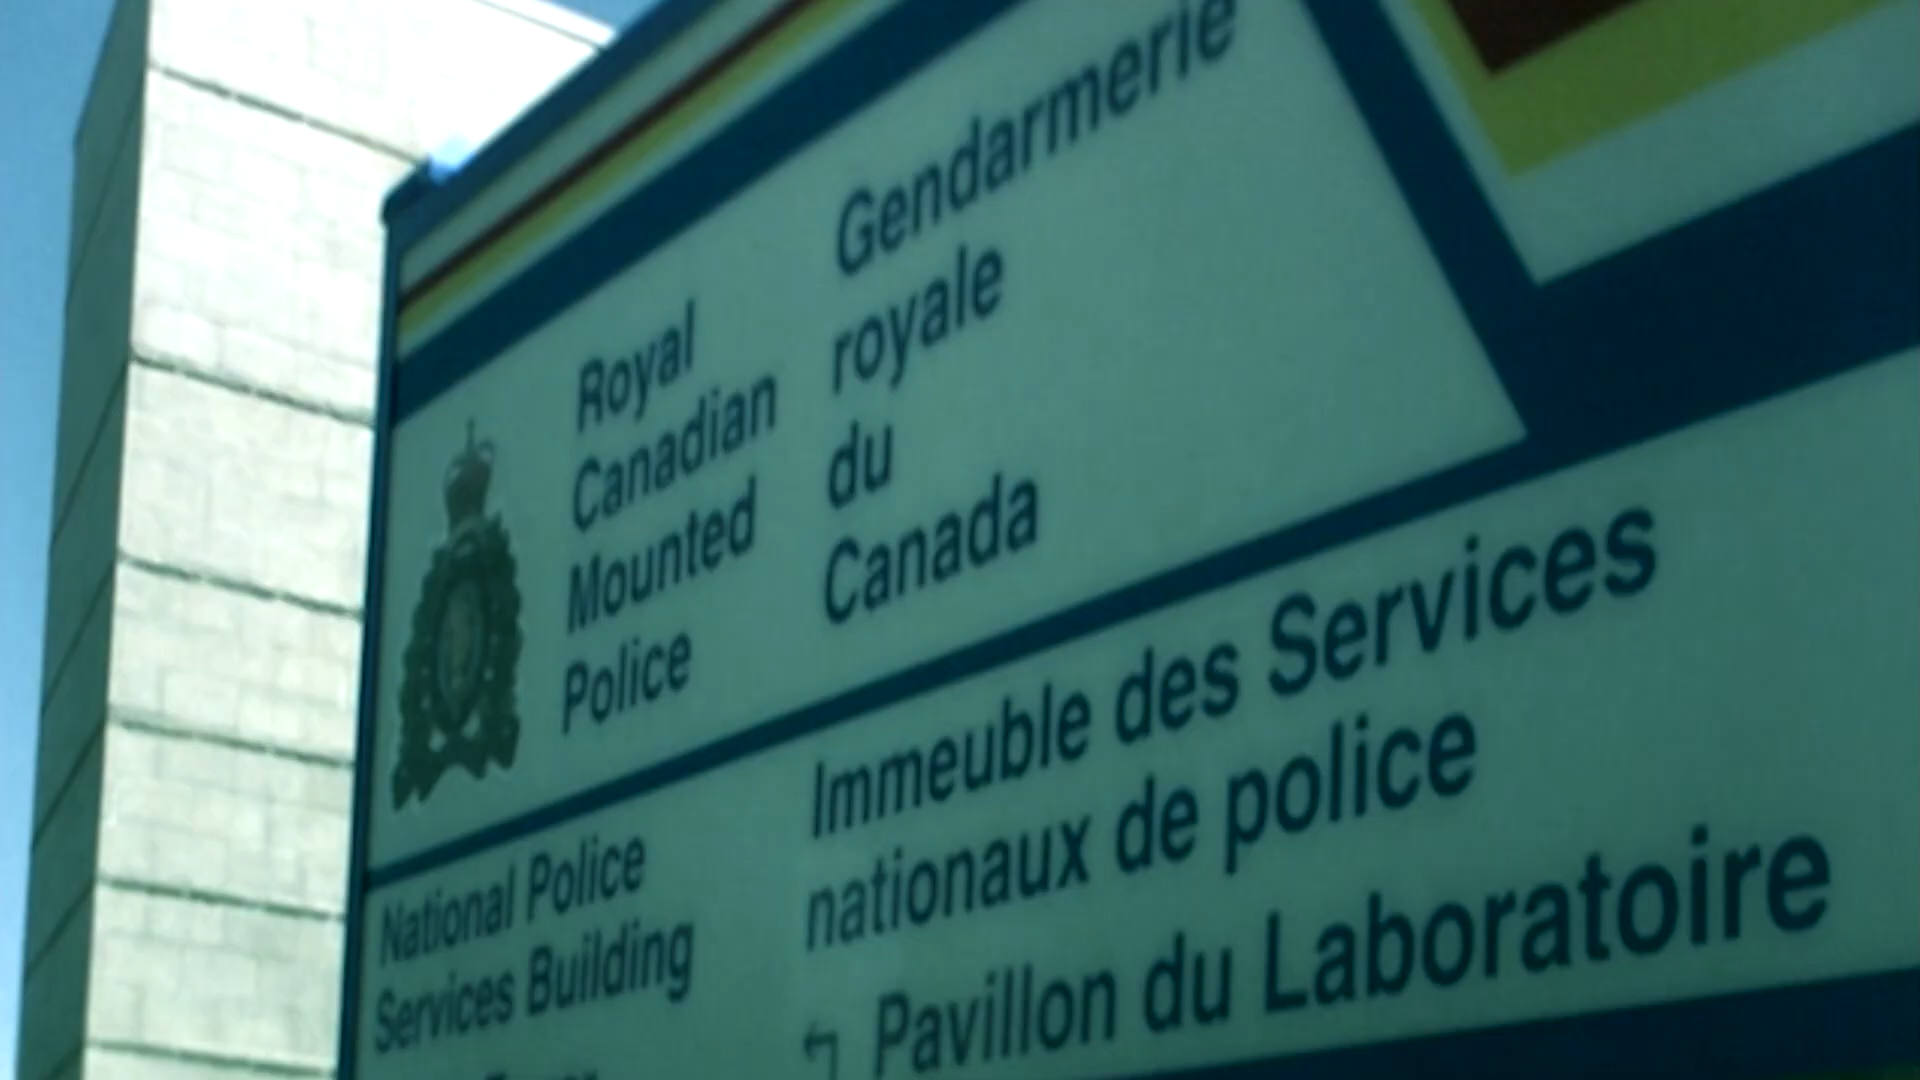 Royal
Canadian
Mounted
Police
Gendarmerie
royale
du
Canada
National Police
Services Building
Immeuble des Services
nationaux de police
Pavillon du Laboratoire